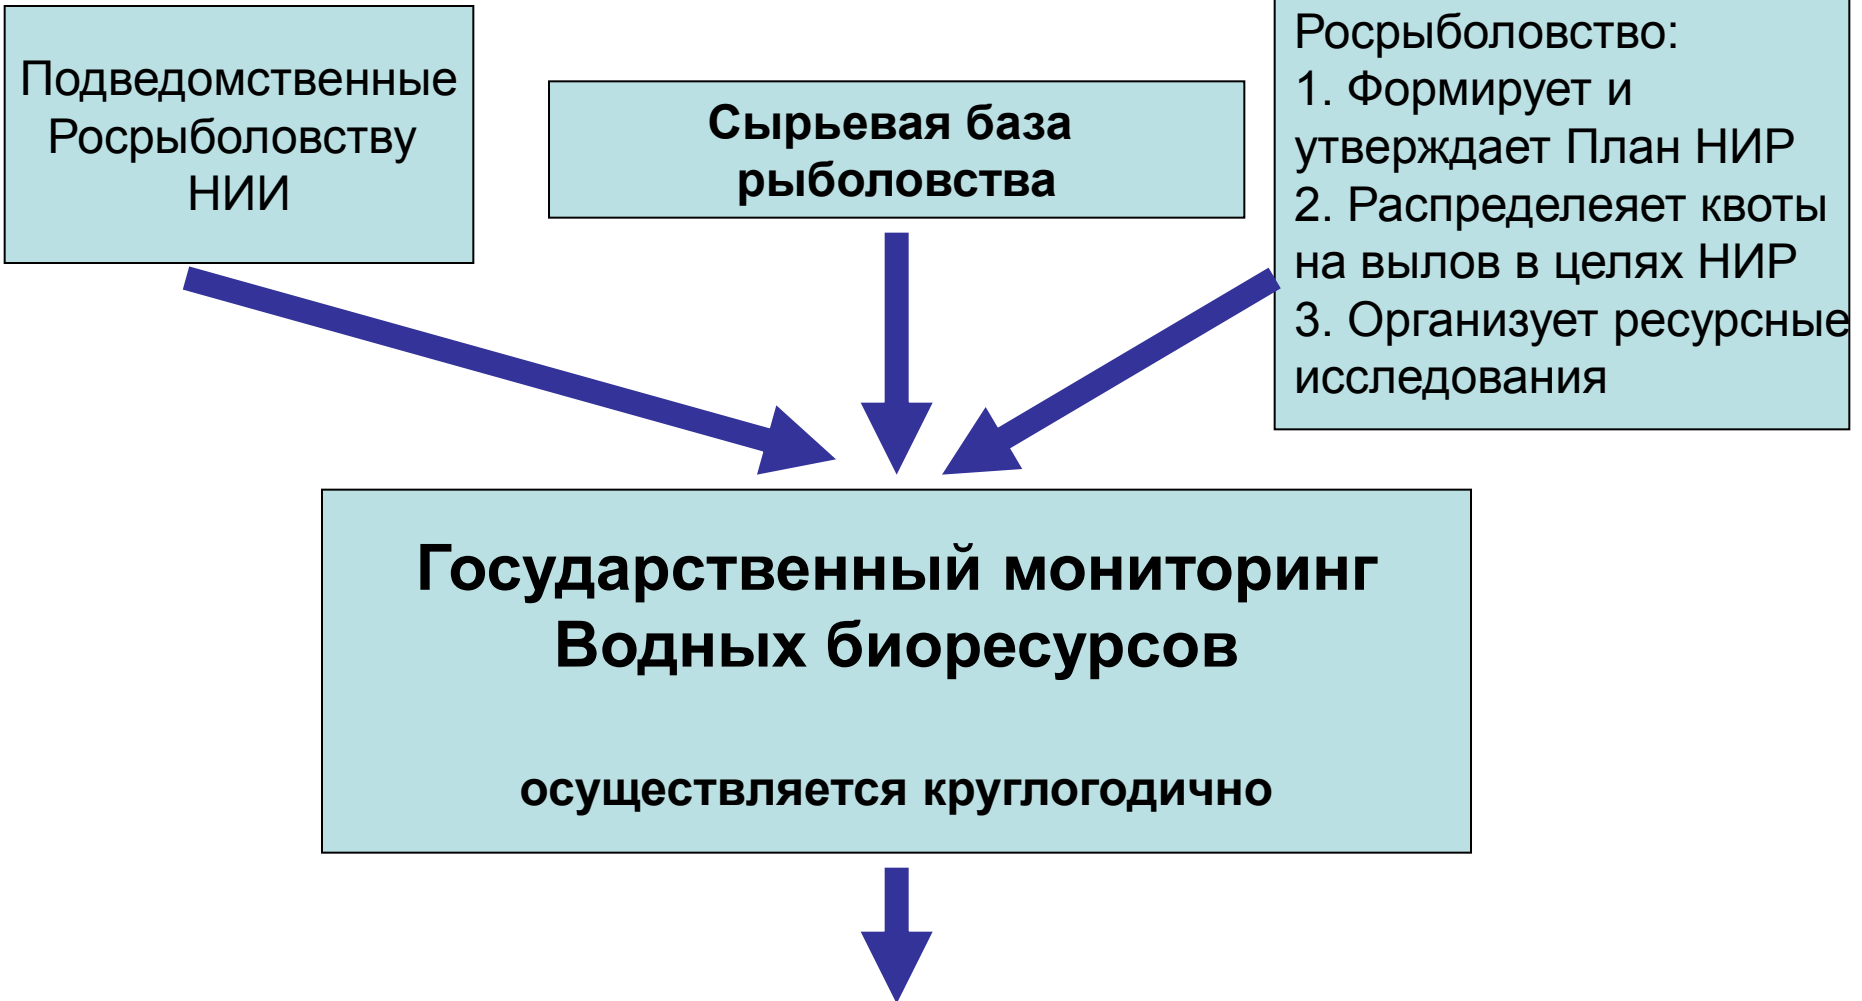 Подведомственные
Росрыболовству
НИИ
Сырьевая база
рыболовства
Росрыболовство:
1. Формирует и
утверждает План НИР
2. Распределеяет квоты
на вылов в целях НИР
3. Организует ресурсные
исследования
Государственный мониторинг
Водных биоресурсов
осуществляется круглогодично